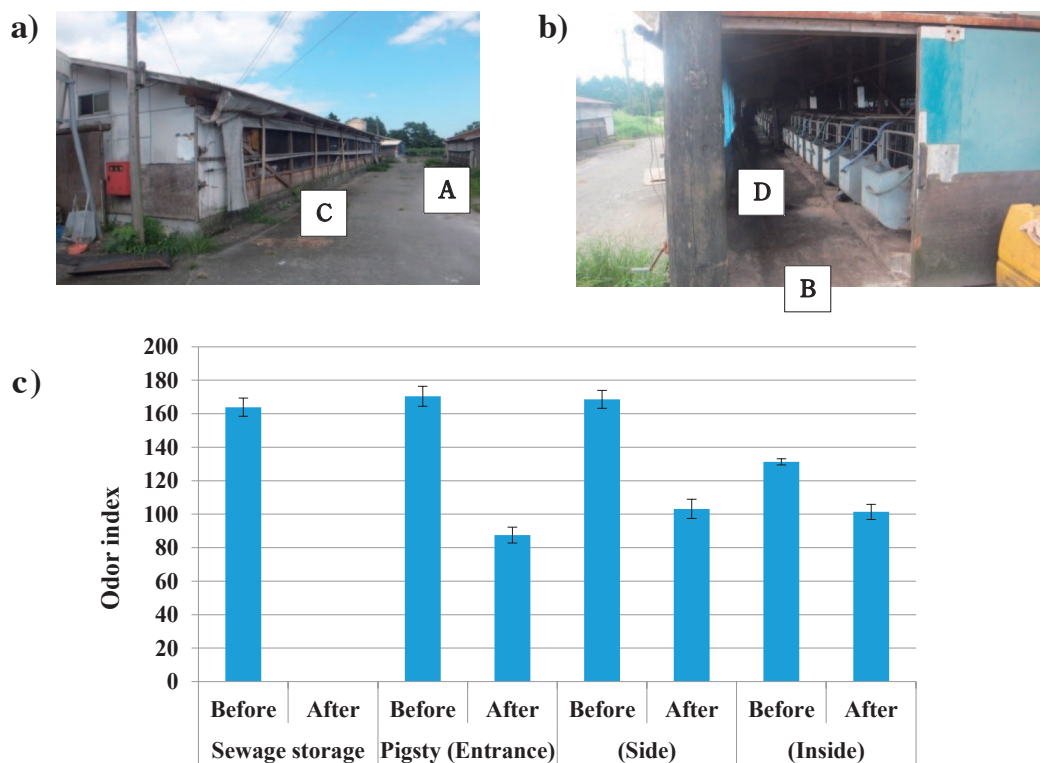 a)
b)
A
C
D
B
c)
200
180
160
140
120
100
80
60
40
20
0
Odor index
Before After Before After Before After Before After
Sewage storage Pigsty (Entrance) (Side) (Inside)